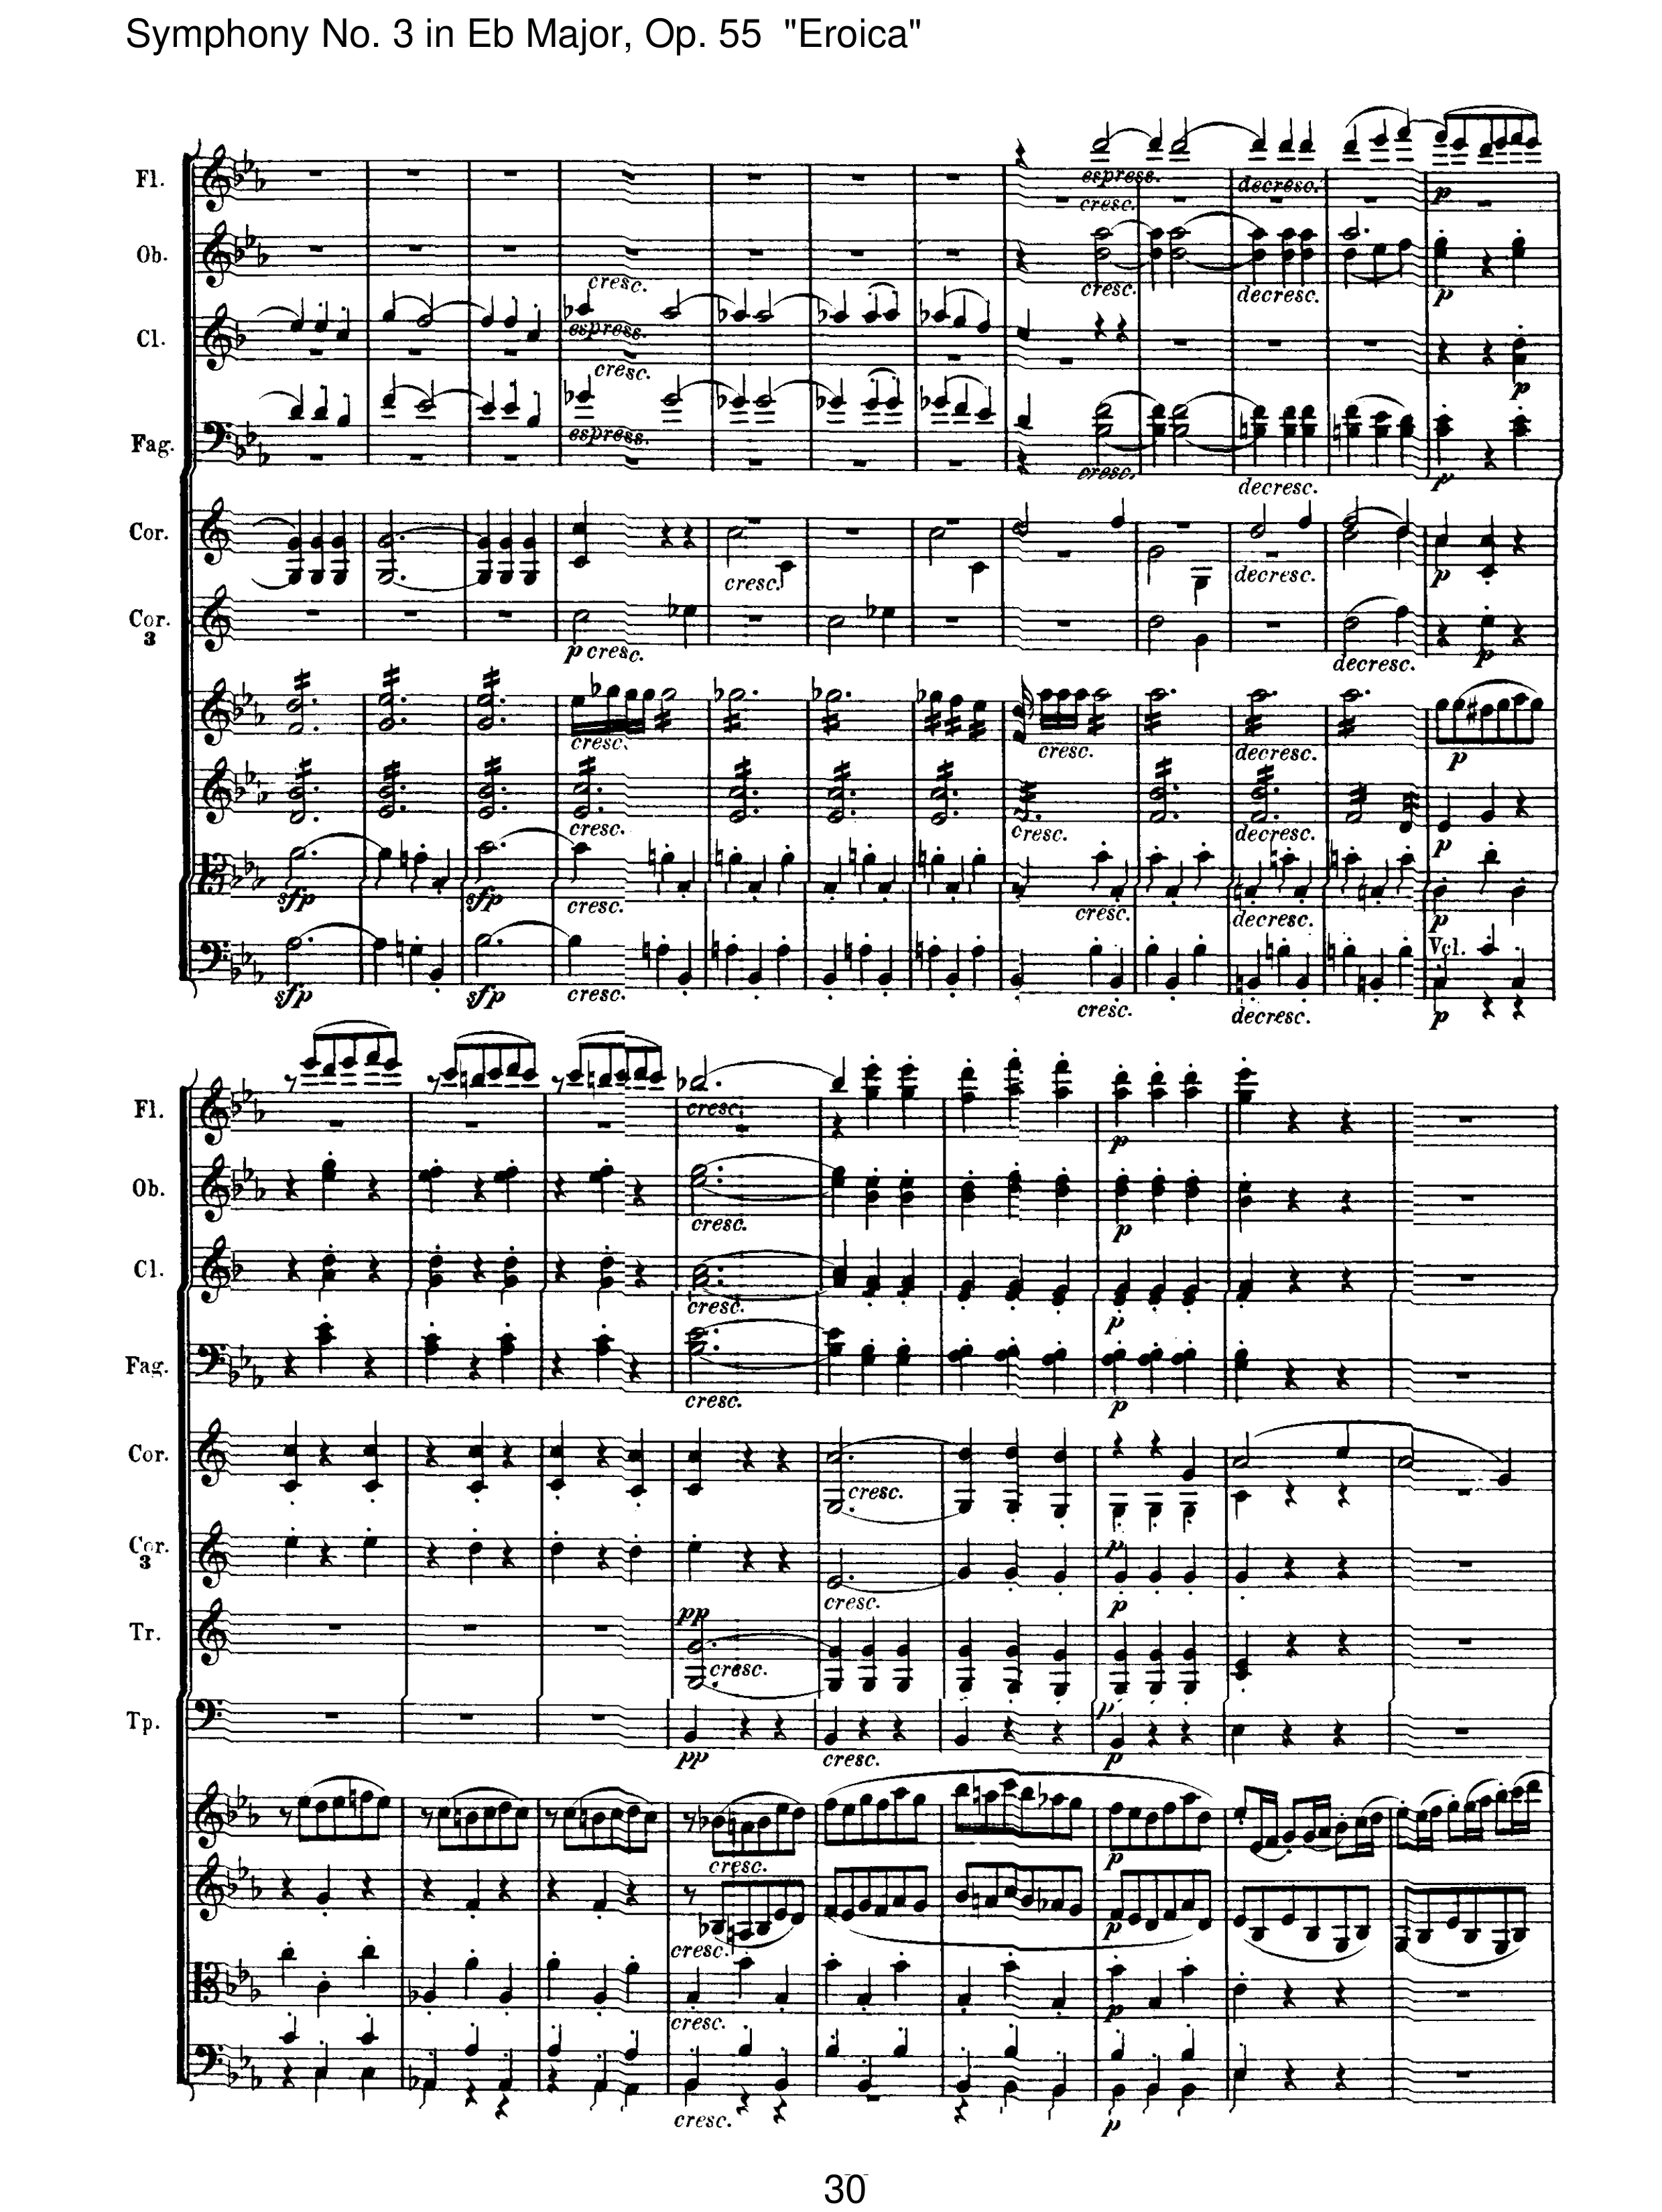 Symphony No. 3 in Eb Major, Op. 55 "Eroica"
Fl.
espress.
cresc.
decresc.
p
Ob.
cresc.
cresc.
decresc.
p
Cl.
espress.
cresc.
p
Fag.
espress.
cresc.
decresc.
p
Cor.
cresc.
decresc.
p
Cor.
3
p cresc.
decresc.
p
cresc.
cresc.
decresc.
p
cresc.
cresc.
decresc.
p
sfp
sfp
cresc.
cresc.
decresc.
p
Vcl.
sfp
sfp
cresc.
cresc.
decresc.
p
Fl.
cresc.
p
Ob.
cresc.
p
Cl.
cresc.
p
Fag.
cresc.
p
Cor.
cresc.
p
Cor.
3
cresc.
p
Tr.
pp
cresc.
p
Tp.
pp
cresc.
p
cresc.
p
cresc.
p
cresc.
p
cresc.
p
30